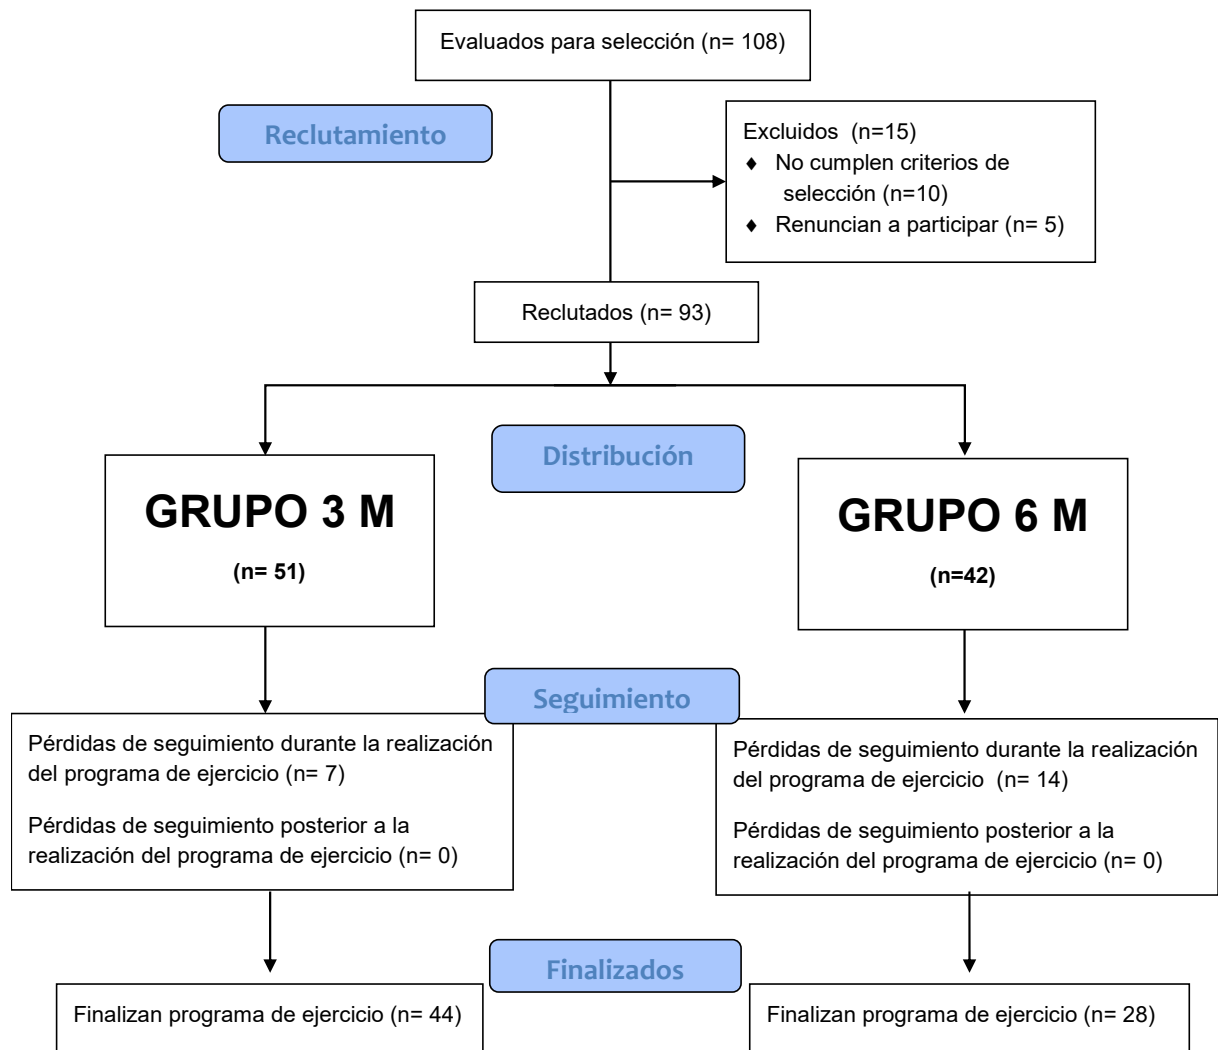 Evaluados para selección (n= 108)
Reclutamiento
Excluidos  (n=15)
♦ No cumplen criterios de
selección (n=10)
♦ Renuncian a participar (n= 5)
Reclutados (n= 93)
Distribución
GRUPO 3 M
(n= 51)
GRUPO 6 M
(n=42)
Seguimiento
Pérdidas de seguimiento durante la realización
del programa de ejercicio (n= 7)
Pérdidas de seguimiento posterior a la
realización del programa de ejercicio (n= 0)
Pérdidas de seguimiento durante la realización
del programa de ejercicio  (n= 14)
Pérdidas de seguimiento posterior a la
realización del programa de ejercicio (n= 0)
Finalizados
Finalizan programa de ejercicio (n= 44)
Finalizan programa de ejercicio (n= 28)